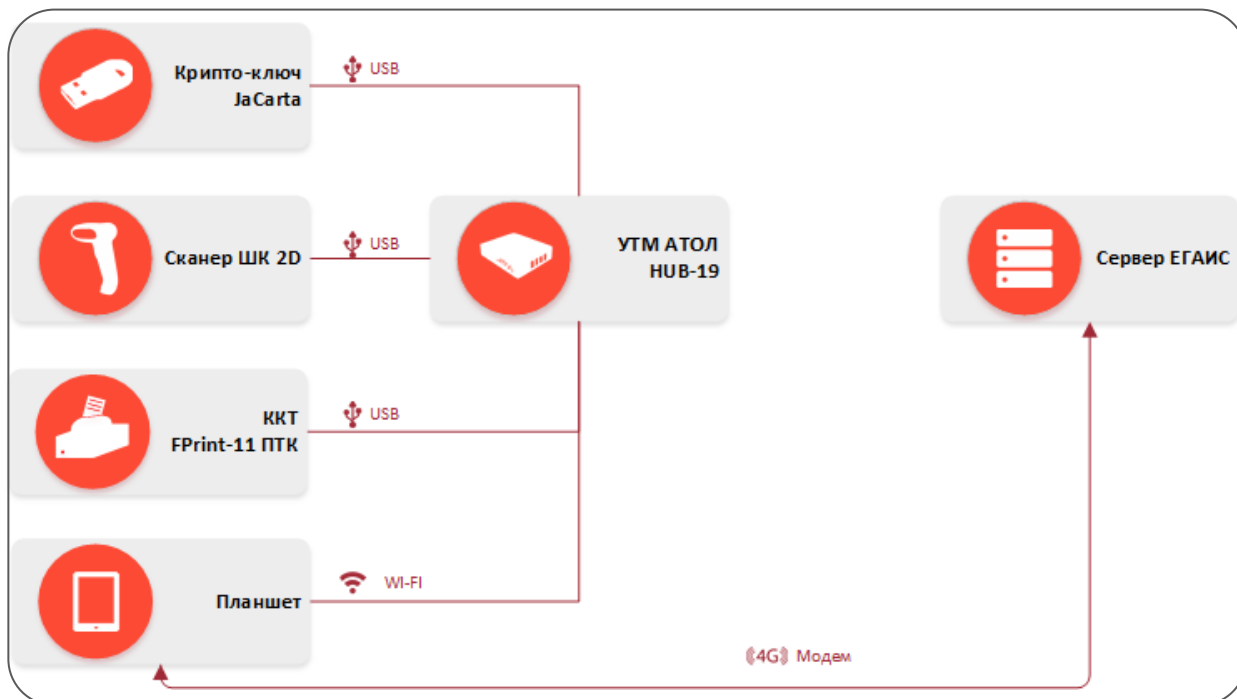 Крипто-ключ
JaCarta
USB
Сканер ШК 2D
USB
УТМ АТОЛ
HUB-19
Сервер ЕГАИС
ККТ
FPrint-11 ПТК
USB
Планшет
WI-FI
4G Модем